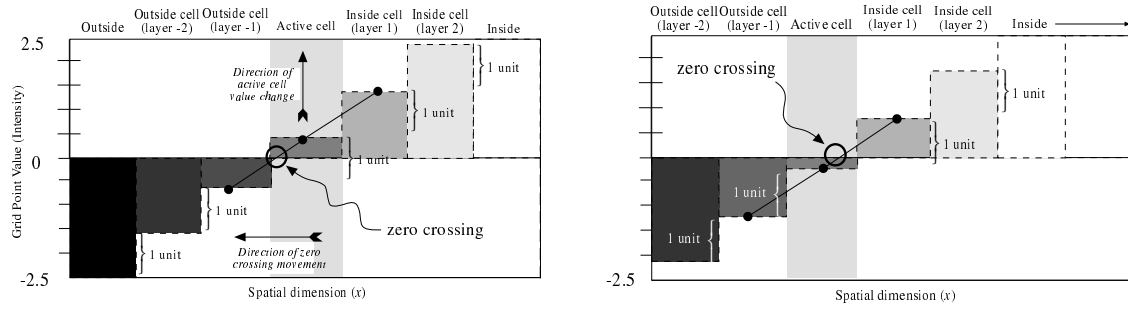 Outside
Outside cell
(layer -2)
Outside cell
(layer -1)
Active cell
Inside cell
(layer 1)
Inside cell
(layer 2)
Inside
2.5
0
-2.5
Grid Point Value (Intensity)
Direction of
active cell
value change
1 unit
1 unit
1 unit
1 unit
1 unit
zero crossing
Direction of zero
crossing movement
Spatial dimension (x)
Outside cell
(layer -2)
Outside cell
(layer -1)
Active cell
Inside cell
(layer 1)
Inside cell
(layer 2)
Inside
zero crossing
1 unit
1 unit
1 unit
1 unit
-2.5
Spatial dimension (x)